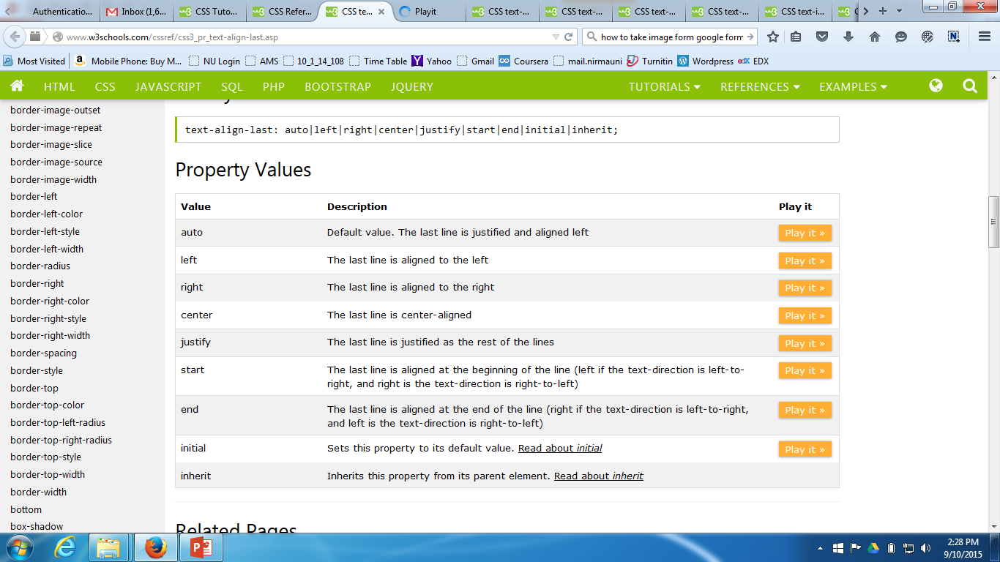 Authenticatio...
Inbox (1,6...
CSS Tuto...
CSS Refer...
CSS te...
Playit
CSS text-...
CSS text-...
CSS text-...
CSS text-...
CSS text-i...
www.w3schools.com/cssref/css3_pr_text-align-last.asp
how to take image form google form
Most Visited
Mobile Phone: Buy M...
NU Login
AMS
10_1_14_108
Time Table
Yahoo
Gmail
Coursera
mail.nirmauni
Turnitin
Wordpress
EDX
HTML
CSS
JAVASCRIPT
SQL
PHP
BOOTSTRAP
JQUERY
TUTORIALS
REFERENCES
EXAMPLES
border-image-outset
border-image-repeat
border-image-slice
border-image-source
border-image-width
border-left
border-left-color
border-left-style
border-left-width
border-radius
border-right
border-right-color
border-right-style
border-right-width
border-spacing
border-style
border-top
border-top-color
border-top-left-radius
border-top-right-radius
border-top-style
border-top-width
border-width
bottom
box-shadow
text-align-last: auto|left|right|center|justify|start|end|initial|inherit;
Property Values
Value Description Play it
auto Default value. The last line is justified and aligned left Play it »
left The last line is aligned to the left Play it »
right The last line is aligned to the right Play it »
center The last line is center-aligned Play it »
justify The last line is justified as the rest of the lines Play it »
start The last line is aligned at the beginning of the line (left if the text-direction is left-to- Play it »
right, and right is the text-direction is right-to-left)
end The last line is aligned at the end of the line (right if the text-direction is left-to-right, Play it »
and left is the text-direction is right-to-left)
initial Sets this property to its default value. Read about initial Play it »
inherit Inherits this property from its parent element. Read about inherit
Related Pages
2:28 PM
9/10/2015